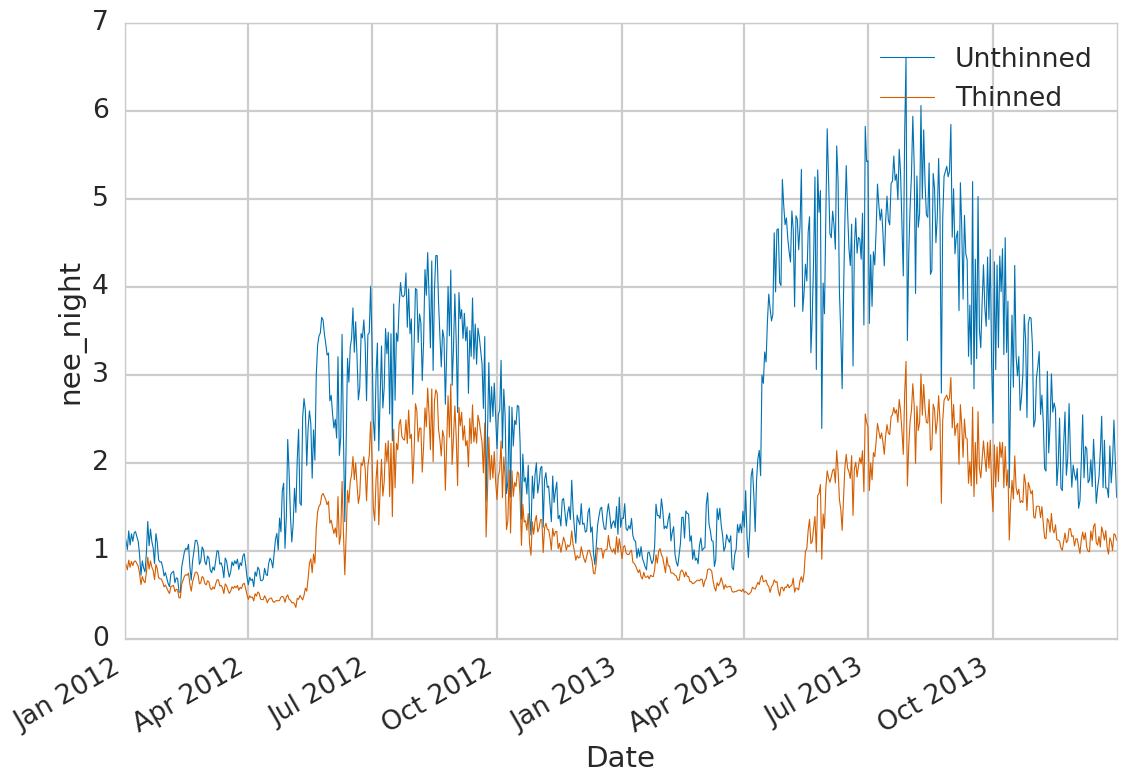 7
6
5
4
3
2
1
0
nee_night
Unthinned
Thinned
Jan 2012
Apr 2012
Jul 2012
Oct 2012
Jan 2013
Apr 2013
Jul 2013
Oct 2013
Date